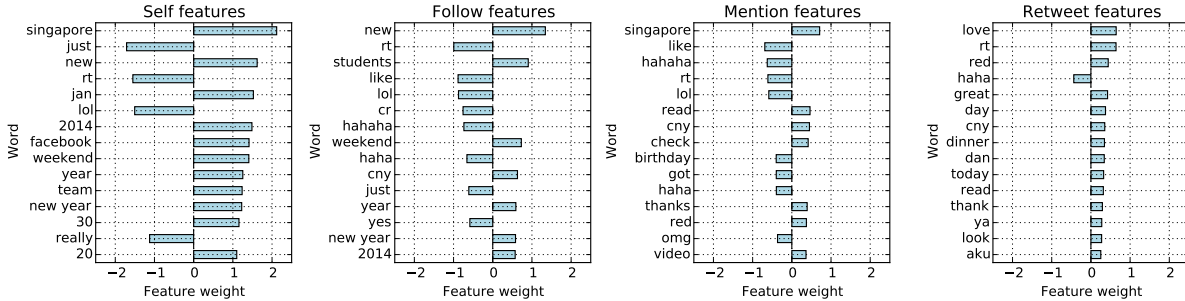 Self features
singapore
just
new
rt
jan
lol
2014
facebook
weekend
year
team
new year
30
really
20
Word
−2 −1 0 1 2
Feature weight
Follow features
new
rt
students
like
lol
cr
hahaha
weekend
haha
cny
just
year
yes
new year
2014
Word
−2 −1 0 1 2
Feature weight
Mention features
singapore
like
hahaha
rt
lol
read
cny
check
birthday
got
haha
thanks
red
omg
video
Word
−2 −1 0 1 2
Feature weight
Retweet features
love
rt
red
haha
great
day
cny
dinner
dan
today
read
thank
ya
look
aku
Word
−2 −1 0 1 2
Feature weight